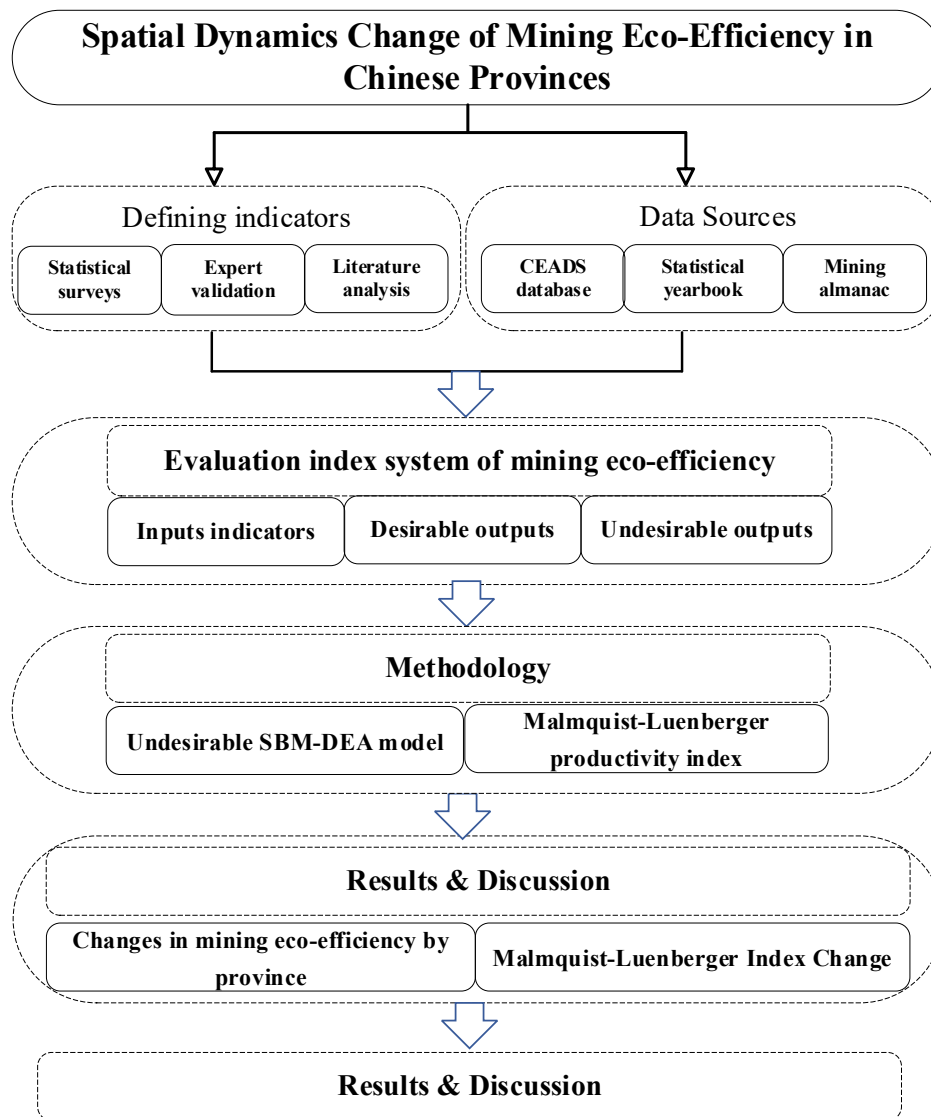 Spatial Dynamics Change of Mining Eco-Efficiency in
Chinese Provinces
Defining indicators
Statistical
surveys
Expert
validation
Literature
analysis
Data Sources
CEADS
database
Statistical
yearbook
Mining
almanac
Evaluation index system of mining eco-efficiency
Inputs indicators
Desirable outputs
Undesirable outputs
Methodology
Undesirable SBM-DEA model
Malmquist-Luenberger
productivity index
Results & Discussion
Changes in mining eco-efficiency by
province
Malmquist-Luenberger Index Change
Results & Discussion